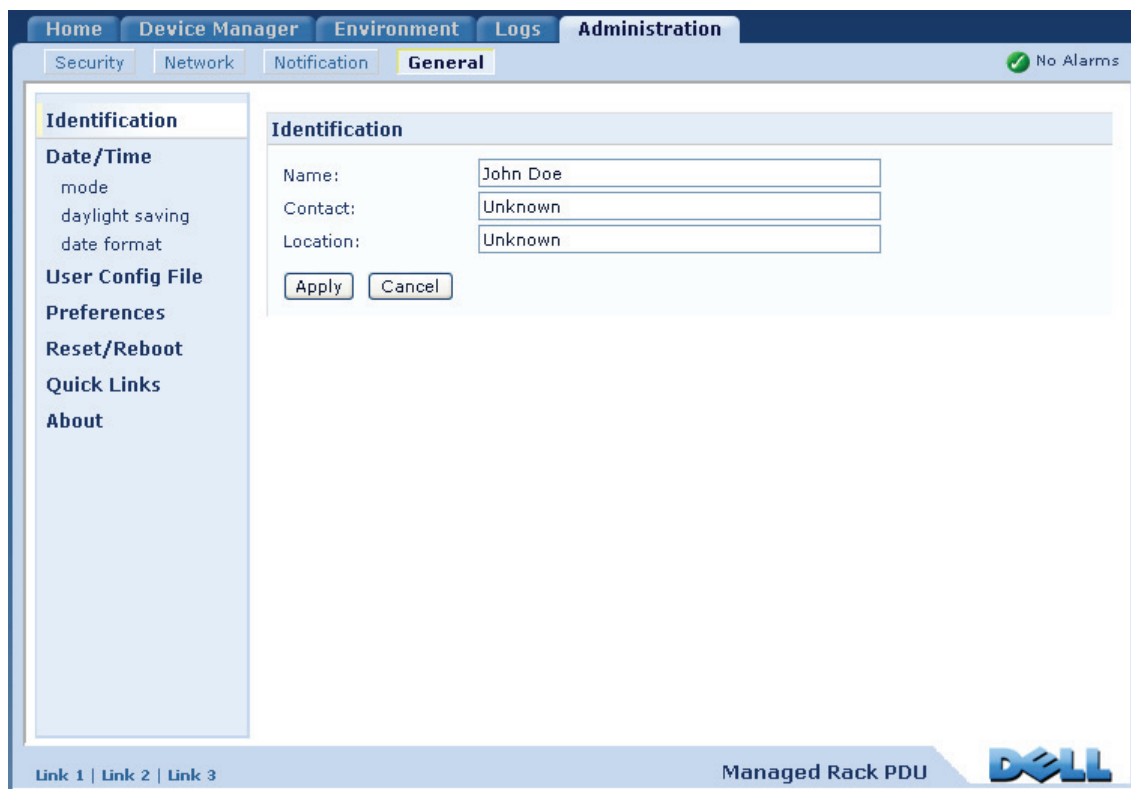 Home Device Manager Environment Logs Administration
Security Network Notification General No Alarms
Identification
Date/Time
mode
daylight saving
date format
User Config File
Preferences
Reset/Reboot
Quick Links
About
Identification
Name: John Doe
Contact: Unknown
Location: Unknown
Apply Cancel
Link 1 | Link 2 | Link 3
Managed Rack PDU
DELL